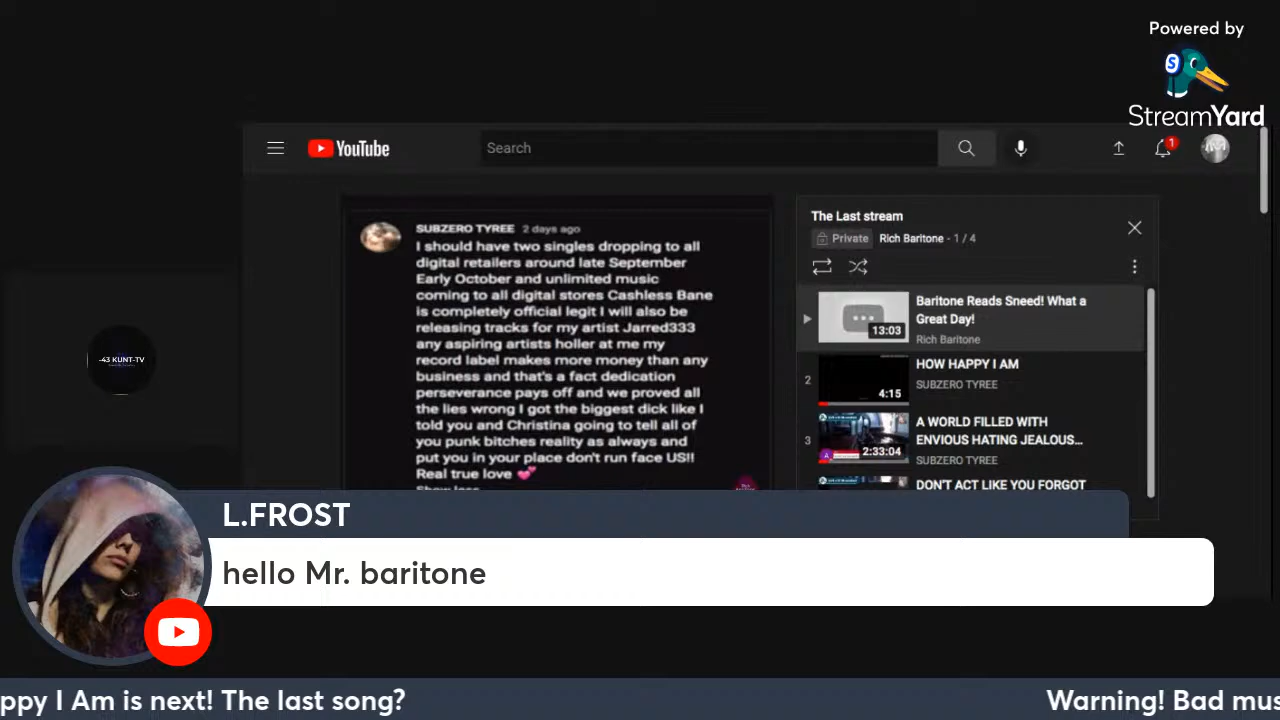 Powered by
StreamYard
YouTube
Search
1
SUBZERO TYREE 2 days ago
I should have two singles dropping to all
digital retailers around late September
Early October and unlimited music
coming to all digital stores Cashless Bane
is completely official legit I will also be
releasing tracks for my artist Jarred333
any aspiring artists holler at me my
record label makes more money than any
business and that's a fact dedication
perseverance pays off and we proved all
the lies wrong I got the biggest dick like I
told you and Christina going to tell all of
you punk bitches reality as always and
put you in your place don't run face US!!
Real true love 💕
Show less
The Last stream
Private Rich Baritone - 1 / 4
13:03
Baritone Reads Sneed! What a
Great Day!
Rich Baritone
2
4:15
HOW HAPPY I AM
SUBZERO TYREE
3
2:33:04
A WORLD FILLED WITH
ENVIOUS HATING JEALOUS...
SUBZERO TYREE
DON'T ACT LIKE YOU FORGOT
-43 KUNT-TV
L.FROST
hello Mr. baritone
ppy I Am is next! The last song?
Warning! Bad mus